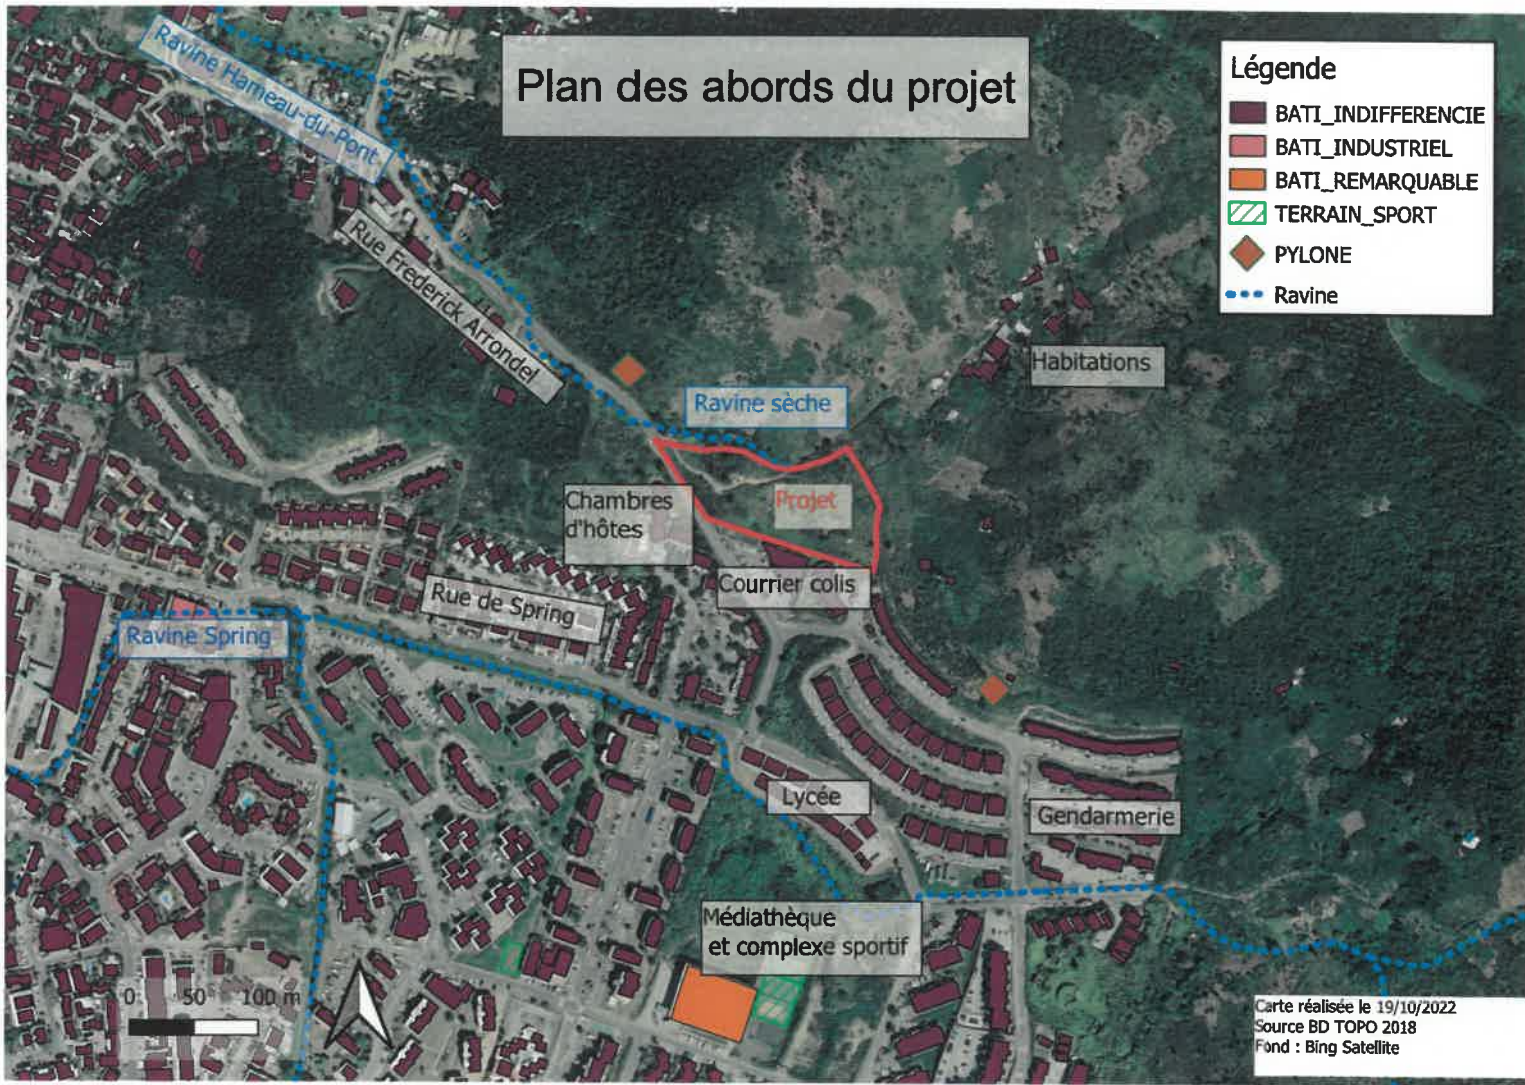 Plan des abords du projet
Légende
BATI_INDIFFERENCIE
BATI_INDUSTRIEL
BATI_REMARQUABLE
TERRAIN_SPORT
PYLONE
Ravine
Ravine Hameau-du-Pont
Rue Frederick Arrondel
Habitations
Ravine sèche
Chambres
d'hôtes
Projet
Courrier colis
Rue de Spring
Ravine Spring
Lycée
Gendarmerie
Médiathèque
et complexe sportif
0 50 100 m
Carte réalisée le 19/10/2022
Source BD TOPO 2018
Fond : Bing Satellite